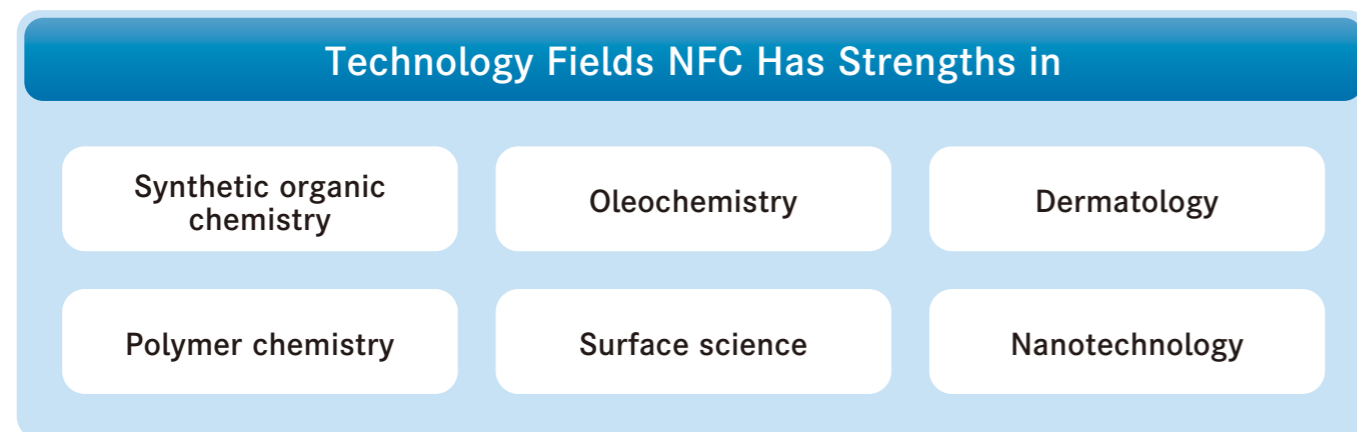 Technology Fields NFC Has Strengths in
Synthetic organic
chemistry
Oleochemistry
Dermatology
Polymer chemistry
Surface science
Nanotechnology